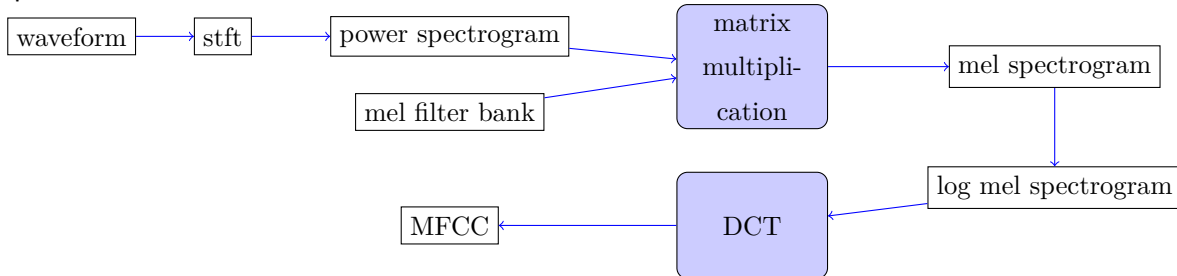 waveform
stft
power spectrogram
mel filter bank
matrix
multipli-
cation
mel spectrogram
log mel spectrogram
DCT
MFCC